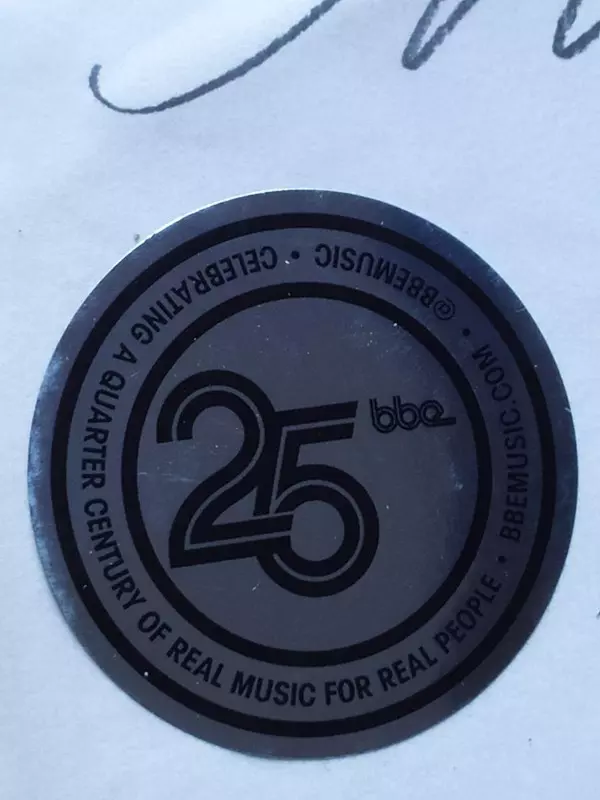 25
bbe
CELEBRATING A QUARTER CENTURY OF REAL MUSIC FOR REAL PEOPLE • BBEMUSIC.COM • @BBEMUSIC •